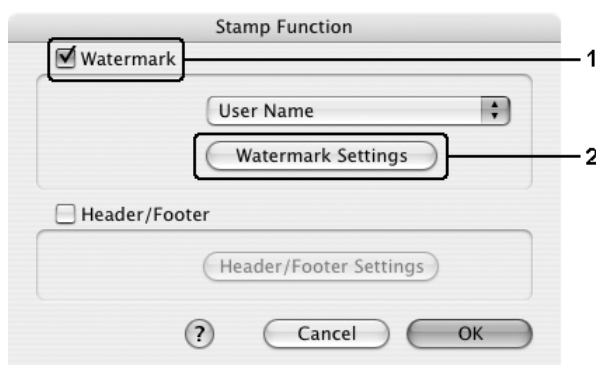 Stamp Function
Watermark
1
User Name
Watermark Settings
2
Header/Footer
Header/Footer Settings
?
Cancel
OK